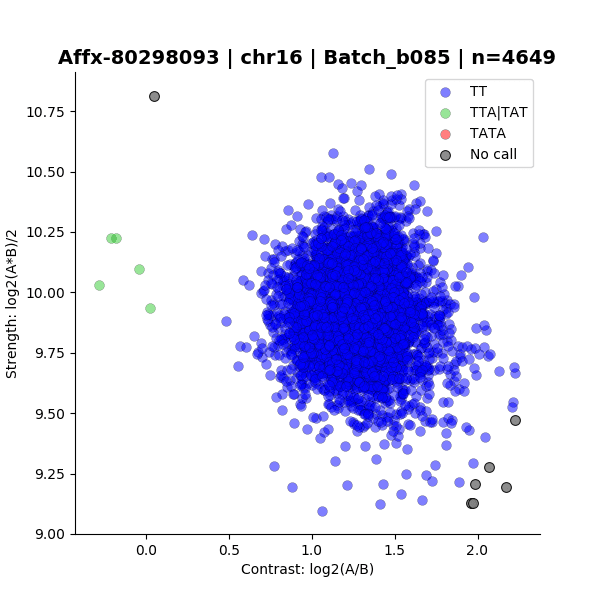 Affx-80298093 | chr16 | Batch_b085 | n=4649
TT
TTA|TAT
TATA
No call
Strength: log2(A*B)/2
10.75
10.50
10.25
10.00
9.75
9.50
9.25
9.00
0.0
0.5
1.0
1.5
2.0
Contrast: log2(A/B)